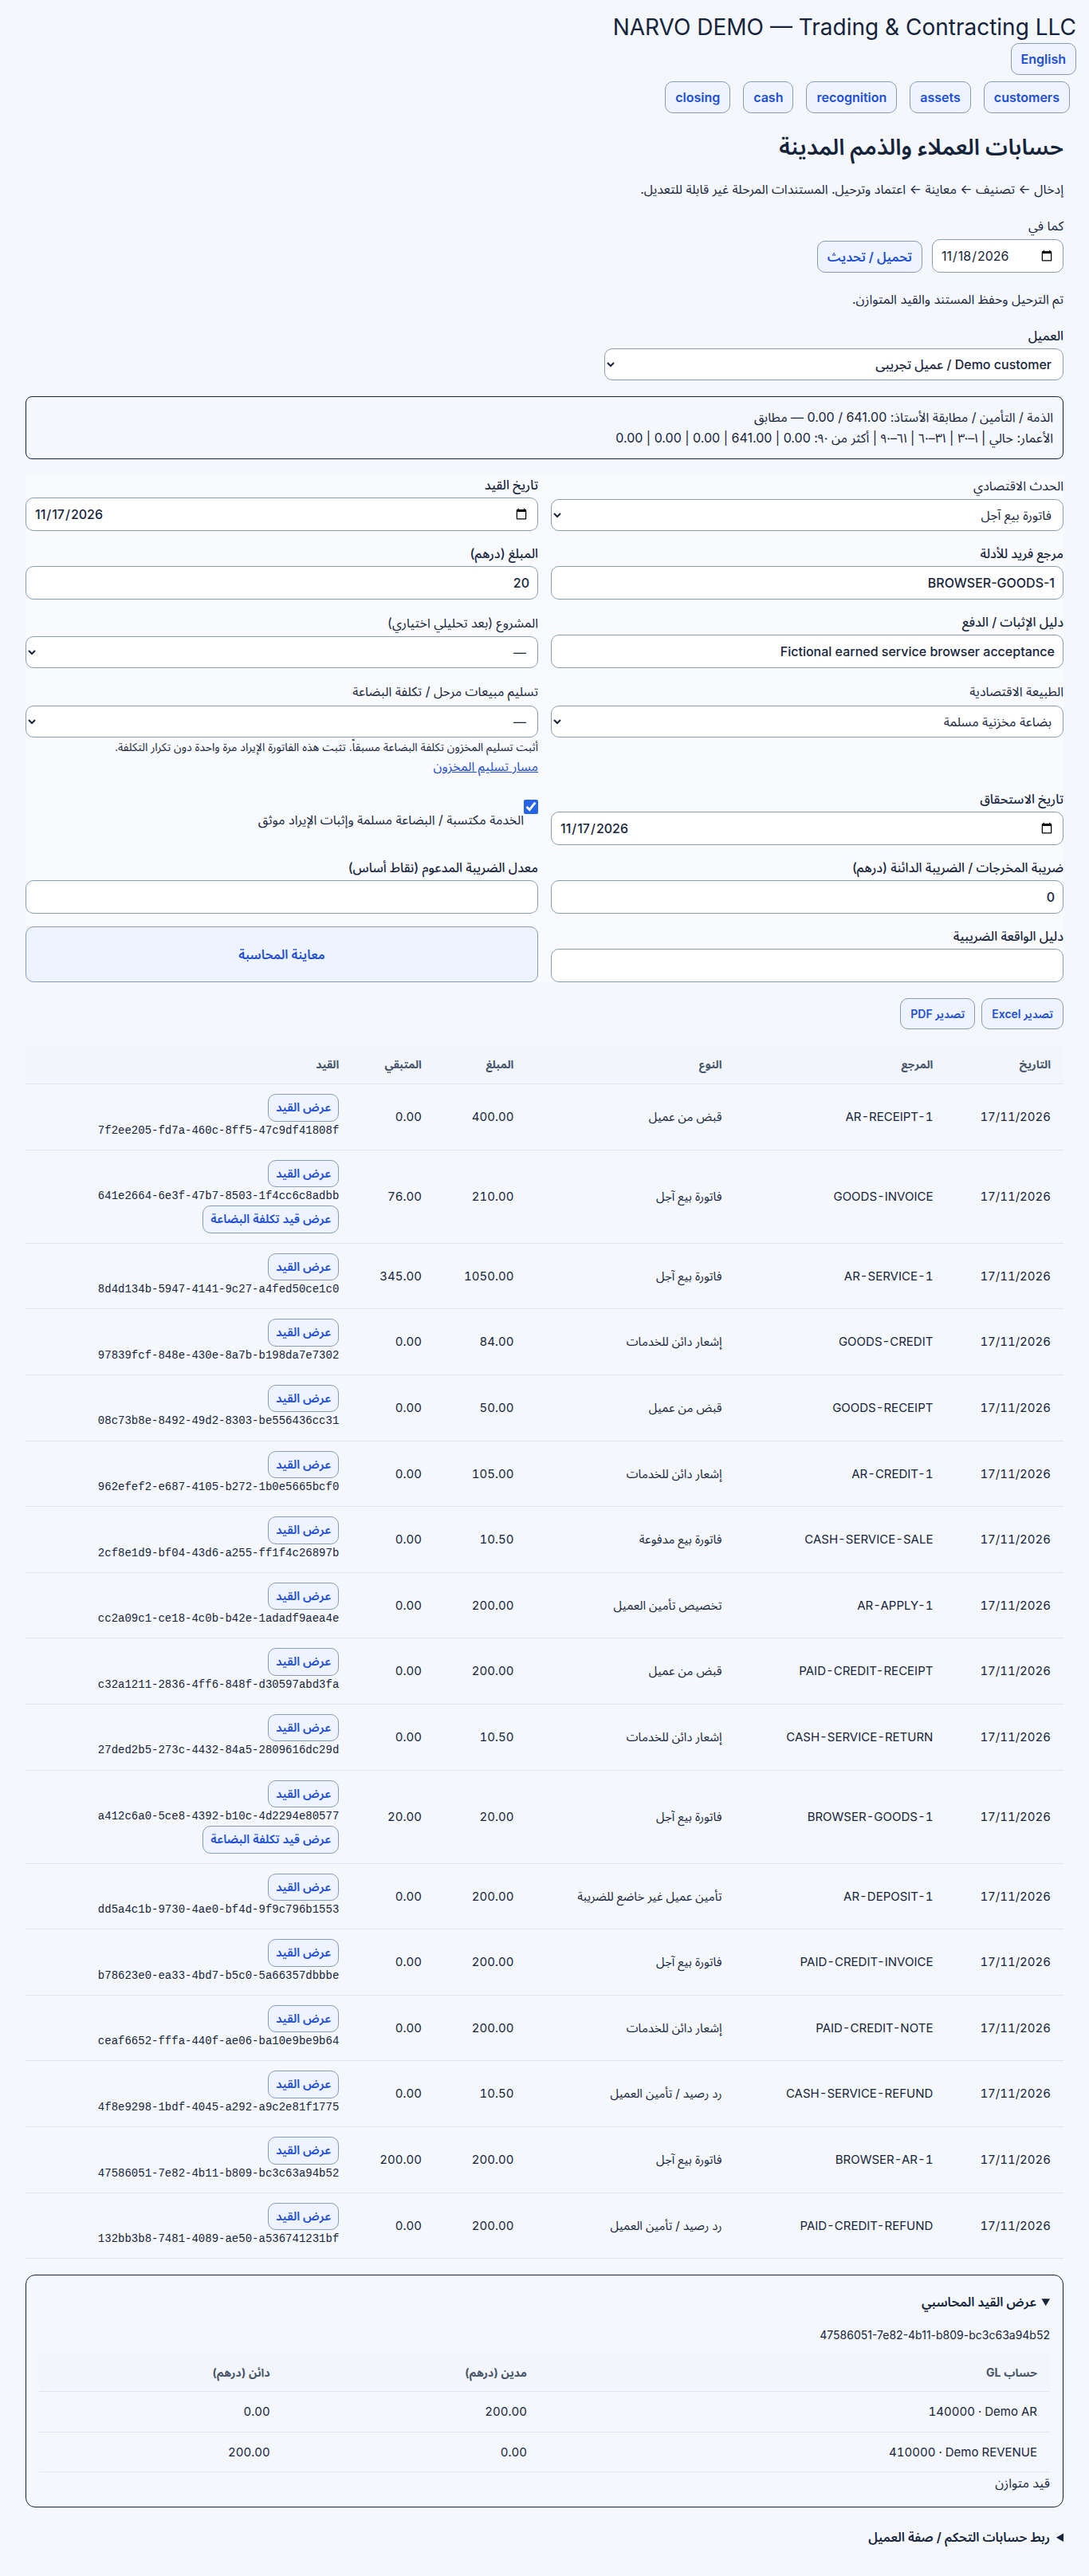 NARVO DEMO — Trading & Contracting LLC
English
customers assets recognition cash closing
حسابات العملاء والذمم المدينة
إدخال ← تصنيف ← معاينة ← اعتماد وترحيل. المستندات المرحلة غير قابلة للتعديل.
كما في
11/18/2026 تحميل / تحديث
تم الترحيل وحفظ المستند والقيد المتوازن.
العميل
Demo customer / عميل تجريبي
الذمة / التأمين / مطابقة الأستاذ: 641.00 / 0.00 — مطابق
الأعمار: حالي | ١–٣٠ | ٣١–٦٠ | ٦١–٩٠ | أكثر من ٩٠: 0.00 | 641.00 | 0.00 | 0.00 | 0.00
الحدث الاقتصادي تاريخ القيد
فاتورة بيع آجل 11/17/2026
مرجع فريد للأدلة المبلغ (درهم)
BROWSER-GOODS-1 20
دليل الإثبات / الدفع المشروع (بعد تحليلي اختياري)
Fictional earned service browser acceptance —
الطبيعة الاقتصادية تسليم مبيعات مرحل / تكلفة البضاعة
بضاعة مخزنية مسلمة —
أثبت تسليم المخزون تكلفة البضاعة مسبقاً. تثبت هذه الفاتورة الإيراد مرة واحدة دون تكرار التكلفة.
مسار تسليم المخزون
تاريخ الاستحقاق
11/17/2026 الخدمة مكتسبة / البضاعة مسلمة وإثبات الإيراد موثق
ضريبة المخرجات / الضريبة الدائنة (درهم) معدل الضريبة المدعوم (نقاط أساس)
0
دليل الواقعة الضريبية معاينة المحاسبة
تصدير Excel تصدير PDF
التاريخ المرجع النوع المبلغ المتبقي القيد
17/11/2026 AR-RECEIPT-1 قبض من عميل 400.00 0.00 عرض القيد
7f2ee205-fd7a-460c-8ff5-47c9df41808f
17/11/2026 GOODS-INVOICE فاتورة بيع آجل 210.00 76.00 عرض القيد
641e2664-6e3f-47b7-8503-1f4cc6c8adbb
عرض قيد تكلفة البضاعة
17/11/2026 AR-SERVICE-1 فاتورة بيع آجل 1050.00 345.00 عرض القيد
8d4d134b-5947-4141-9c27-a4fed50ce1c0
17/11/2026 GOODS-CREDIT إشعار دائن للخدمات 84.00 0.00 عرض القيد
97839fcf-848e-430e-8a7b-b198da7e7302
17/11/2026 GOODS-RECEIPT قبض من عميل 50.00 0.00 عرض القيد
08c73b8e-8492-49d2-8303-be556436cc31
17/11/2026 AR-CREDIT-1 إشعار دائن للخدمات 105.00 0.00 عرض القيد
962efef2-e687-4105-b272-1b0e5665bcf0
17/11/2026 CASH-SERVICE-SALE فاتورة بيع مدفوعة 10.50 0.00 عرض القيد
2cf8e1d9-bf04-43d6-a255-ff1f4c26897b
17/11/2026 AR-APPLY-1 تخصيص تأمين العميل 200.00 0.00 عرض القيد
cc2a09c1-ce18-4c0b-b42e-1adadf9aea4e
17/11/2026 PAID-CREDIT-RECEIPT قبض من عميل 200.00 0.00 عرض القيد
c32a1211-2836-4ff6-848f-d30597abd3fa
17/11/2026 CASH-SERVICE-RETURN إشعار دائن للخدمات 10.50 0.00 عرض القيد
27ded2b5-273c-4432-84a5-2809616dc29d
17/11/2026 BROWSER-GOODS-1 فاتورة بيع آجل 20.00 20.00 عرض القيد
a412c6a0-5ce8-4392-b10c-4d2294e80577
عرض قيد تكلفة البضاعة
17/11/2026 AR-DEPOSIT-1 تأمين عميل غير خاضع للضريبة 200.00 0.00 عرض القيد
dd5a4c1b-9730-4ae0-bf4d-9f9c796b1553
17/11/2026 PAID-CREDIT-INVOICE فاتورة بيع آجل 200.00 0.00 عرض القيد
b78623e0-ea33-4bd7-b5c0-5a66357dbbbe
17/11/2026 PAID-CREDIT-NOTE إشعار دائن للخدمات 200.00 0.00 عرض القيد
ceaf6652-fffa-440f-ae06-ba10e9be9b64
17/11/2026 CASH-SERVICE-REFUND رد رصيد / تأمين العميل 10.50 0.00 عرض القيد
4f8e9298-1bdf-4045-a292-a9c2e81f1775
17/11/2026 BROWSER-AR-1 فاتورة بيع آجل 200.00 200.00 عرض القيد
47586051-7e82-4b11-b809-bc3c63a94b52
17/11/2026 PAID-CREDIT-REFUND رد رصيد / تأمين العميل 200.00 0.00 عرض القيد
132bb3b8-7481-4089-ae50-a536741231bf
▼ عرض القيد المحاسبي
47586051-7e82-4b11-b809-bc3c63a94b52
حساب GL مدين (درهم) دائن (درهم)
140000 · Demo AR 200.00 0.00
410000 · Demo REVENUE 0.00 200.00
قيد متوازن
◀ ربط حسابات التحكم / صفة العميل